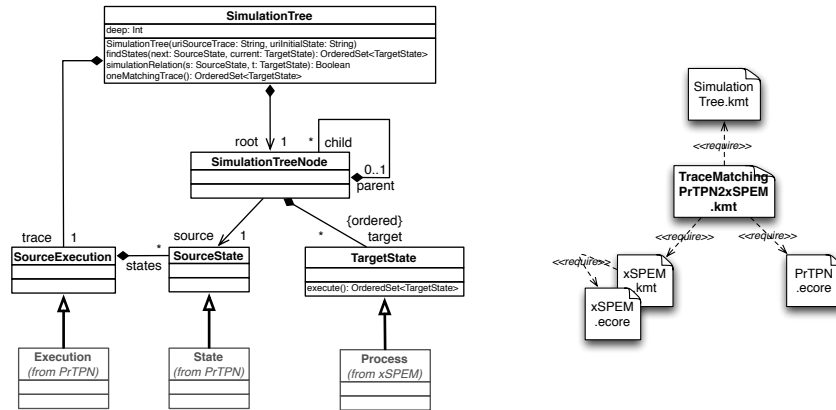 SimulationTree
deep: Int
SimulationTree(uriSourceTrace: String, uriInitialState: String)
findStates(next: SourceState, current: TargetState): OrderedSet<TargetState>
simulationRelation(s: SourceState, t: TargetState): Boolean
oneMatchingTrace(): OrderedSet<TargetState>
root 1
* child
SimulationTreeNode
0..1
parent
{ordered}
trace 1
source 1
* target
SourceExecution
*
states
SourceState
TargetState
execute(): OrderedSet<TargetState>
Execution
(from PrTPN)
State
(from PrTPN)
Process
(from xSPEM)
Simulation
Tree.kmt
<<require>>
TraceMatching
PrTPN2xSPEM
.kmt
<<require>>
<<require>>
<<require>>
xSPEM
.kmt
PrTPN
.ecore
xSPEM
.ecore